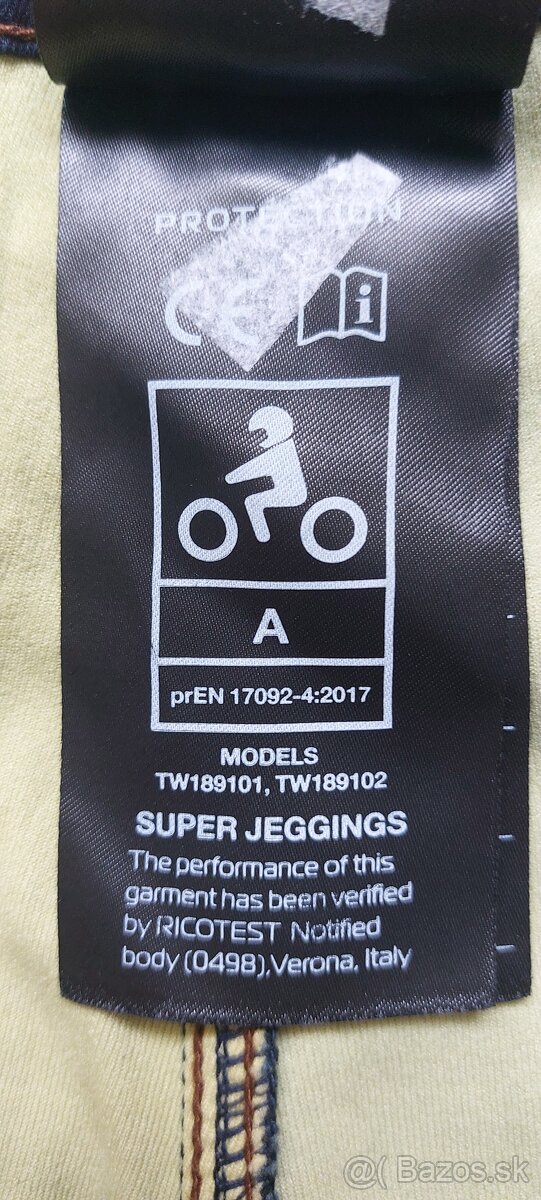 PROTECTION
CE
i
A
prEN 17092-4:2017
MODELS
TW189101, TW189102
SUPER JEGGINGS
The performance of this
garment has been verified
by RICOTEST Notified
body (0498),Verona, Italy
@( Bazos.sk